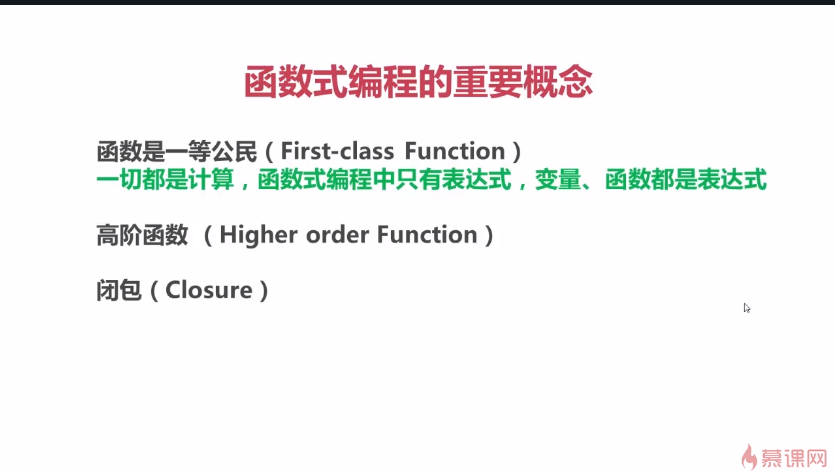 函数式编程的重要概念
函数是一等公民（First-class Function）
一切都是计算，函数式编程中只有表达式，变量、函数都是表达式
高阶函数 （Higher order Function）
闭包（Closure）
慕课网